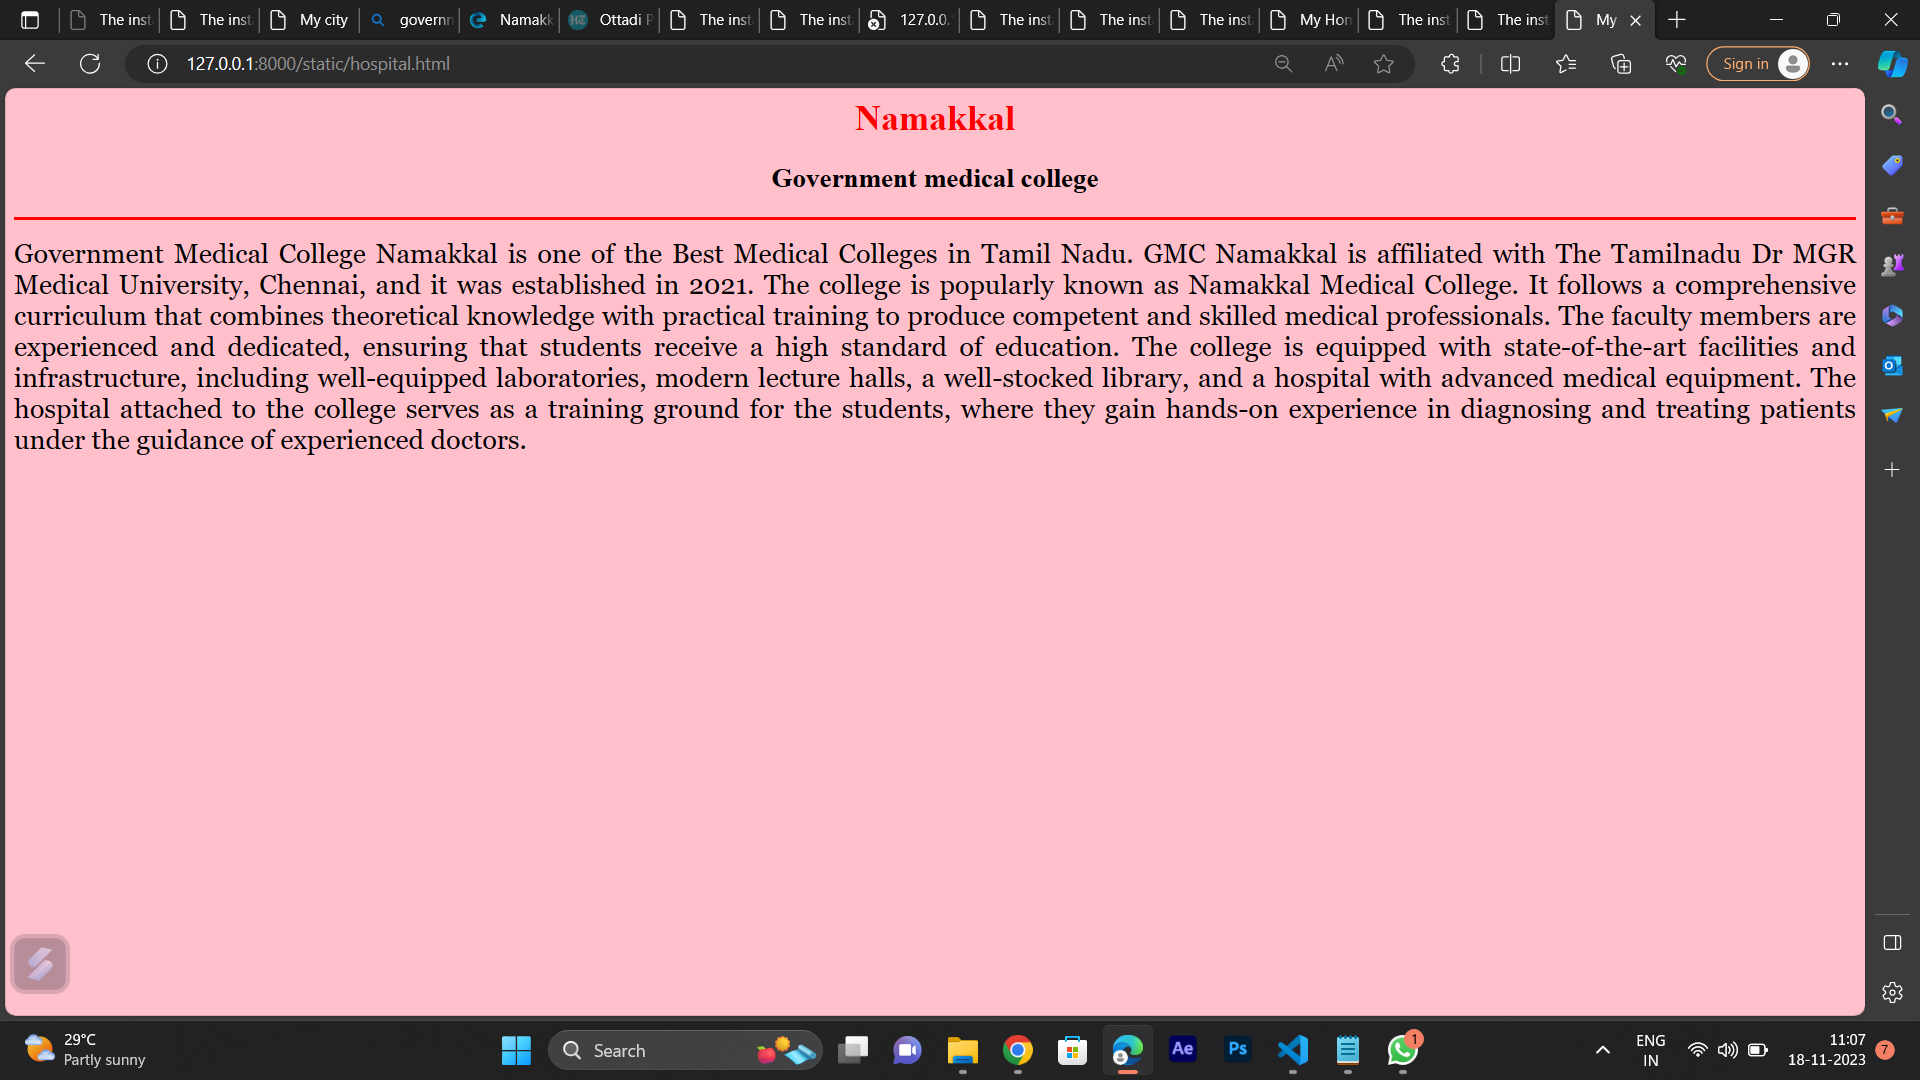 The inst
The inst
My city
governm
Namakk
Ottadi P
The inst
The inst
127.0.0.
The inst
The inst
The inst
My Hom
The inst
The inst
My
127.0.0.1:8000/static/hospital.html
Sign in
Namakkal
Government medical college
Government Medical College Namakkal is one of the Best Medical Colleges in Tamil Nadu. GMC Namakkal is affiliated with The Tamilnadu Dr MGR
Medical University, Chennai, and it was established in 2021. The college is popularly known as Namakkal Medical College. It follows a comprehensive
curriculum that combines theoretical knowledge with practical training to produce competent and skilled medical professionals. The faculty members are
experienced and dedicated, ensuring that students receive a high standard of education. The college is equipped with state-of-the-art facilities and
infrastructure, including well-equipped laboratories, modern lecture halls, a well-stocked library, and a hospital with advanced medical equipment. The
hospital attached to the college serves as a training ground for the students, where they gain hands-on experience in diagnosing and treating patients
under the guidance of experienced doctors.
29°C
Partly sunny
Search
Ae
Ps
1
ENG
IN
11:07
18-11-2023
7